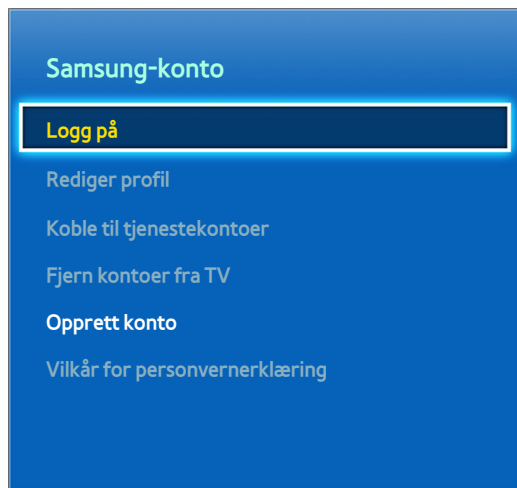 Samsung-konto
Logg på
Rediger profil
Koble til tjenestekontoer
Fjern kontoer fra TV
Opprett konto
Vilkår for personvernerklæring